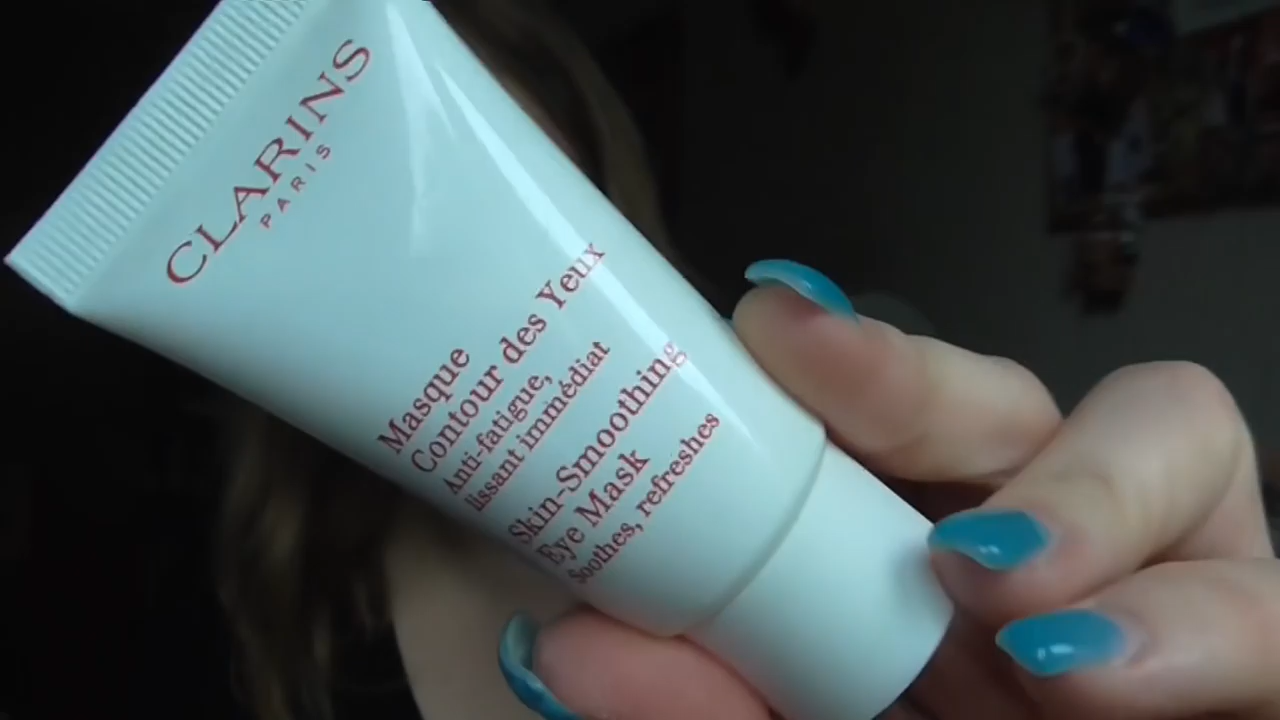 CLARINS
PARIS
Masque
Contour des Yeux
Anti-fatigue,
lissant immédiat
Skin-Smoothing
Eye Mask
Soothes, refreshes